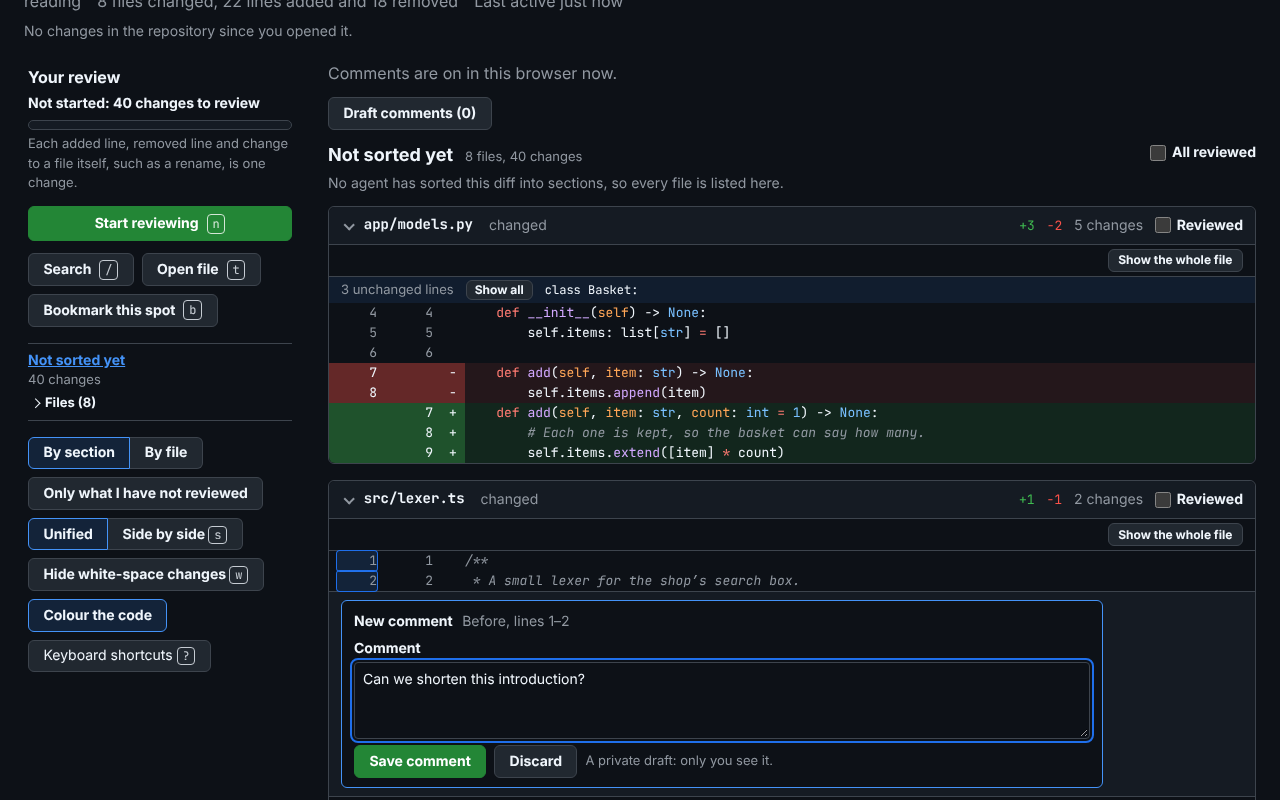 reading 8 files changed, 22 lines added and 18 removed Last active just now
No changes in the repository since you opened it.
Your review
Not started: 40 changes to review
Each added line, removed line and change
to a file itself, such as a rename, is one
change.
Start reviewing n
Search / Open file t
Bookmark this spot b
Not sorted yet
40 changes
Files (8)
By section By file
Only what I have not reviewed
Unified Side by side s
Hide white-space changes w
Colour the code
Keyboard shortcuts ?
Comments are on in this browser now.
Draft comments (0)
Not sorted yet 8 files, 40 changes All reviewed
No agent has sorted this diff into sections, so every file is listed here.
app/models.py changed +3 -2 5 changes Reviewed
Show the whole file
3 unchanged lines Show all class Basket:
4 4 def __init__(self) -> None:
5 5 self.items: list[str] = []
6 6
7 - def add(self, item: str) -> None:
8 - self.items.append(item)
7 + def add(self, item: str, count: int = 1) -> None:
8 + # Each one is kept, so the basket can say how many.
9 + self.items.extend([item] * count)
src/lexer.ts changed +1 -1 2 changes Reviewed
Show the whole file
1 1 /**
2 2 * A small lexer for the shop’s search box.
New comment Before, lines 1–2
Comment
Can we shorten this introduction?
Save comment Discard A private draft: only you see it.